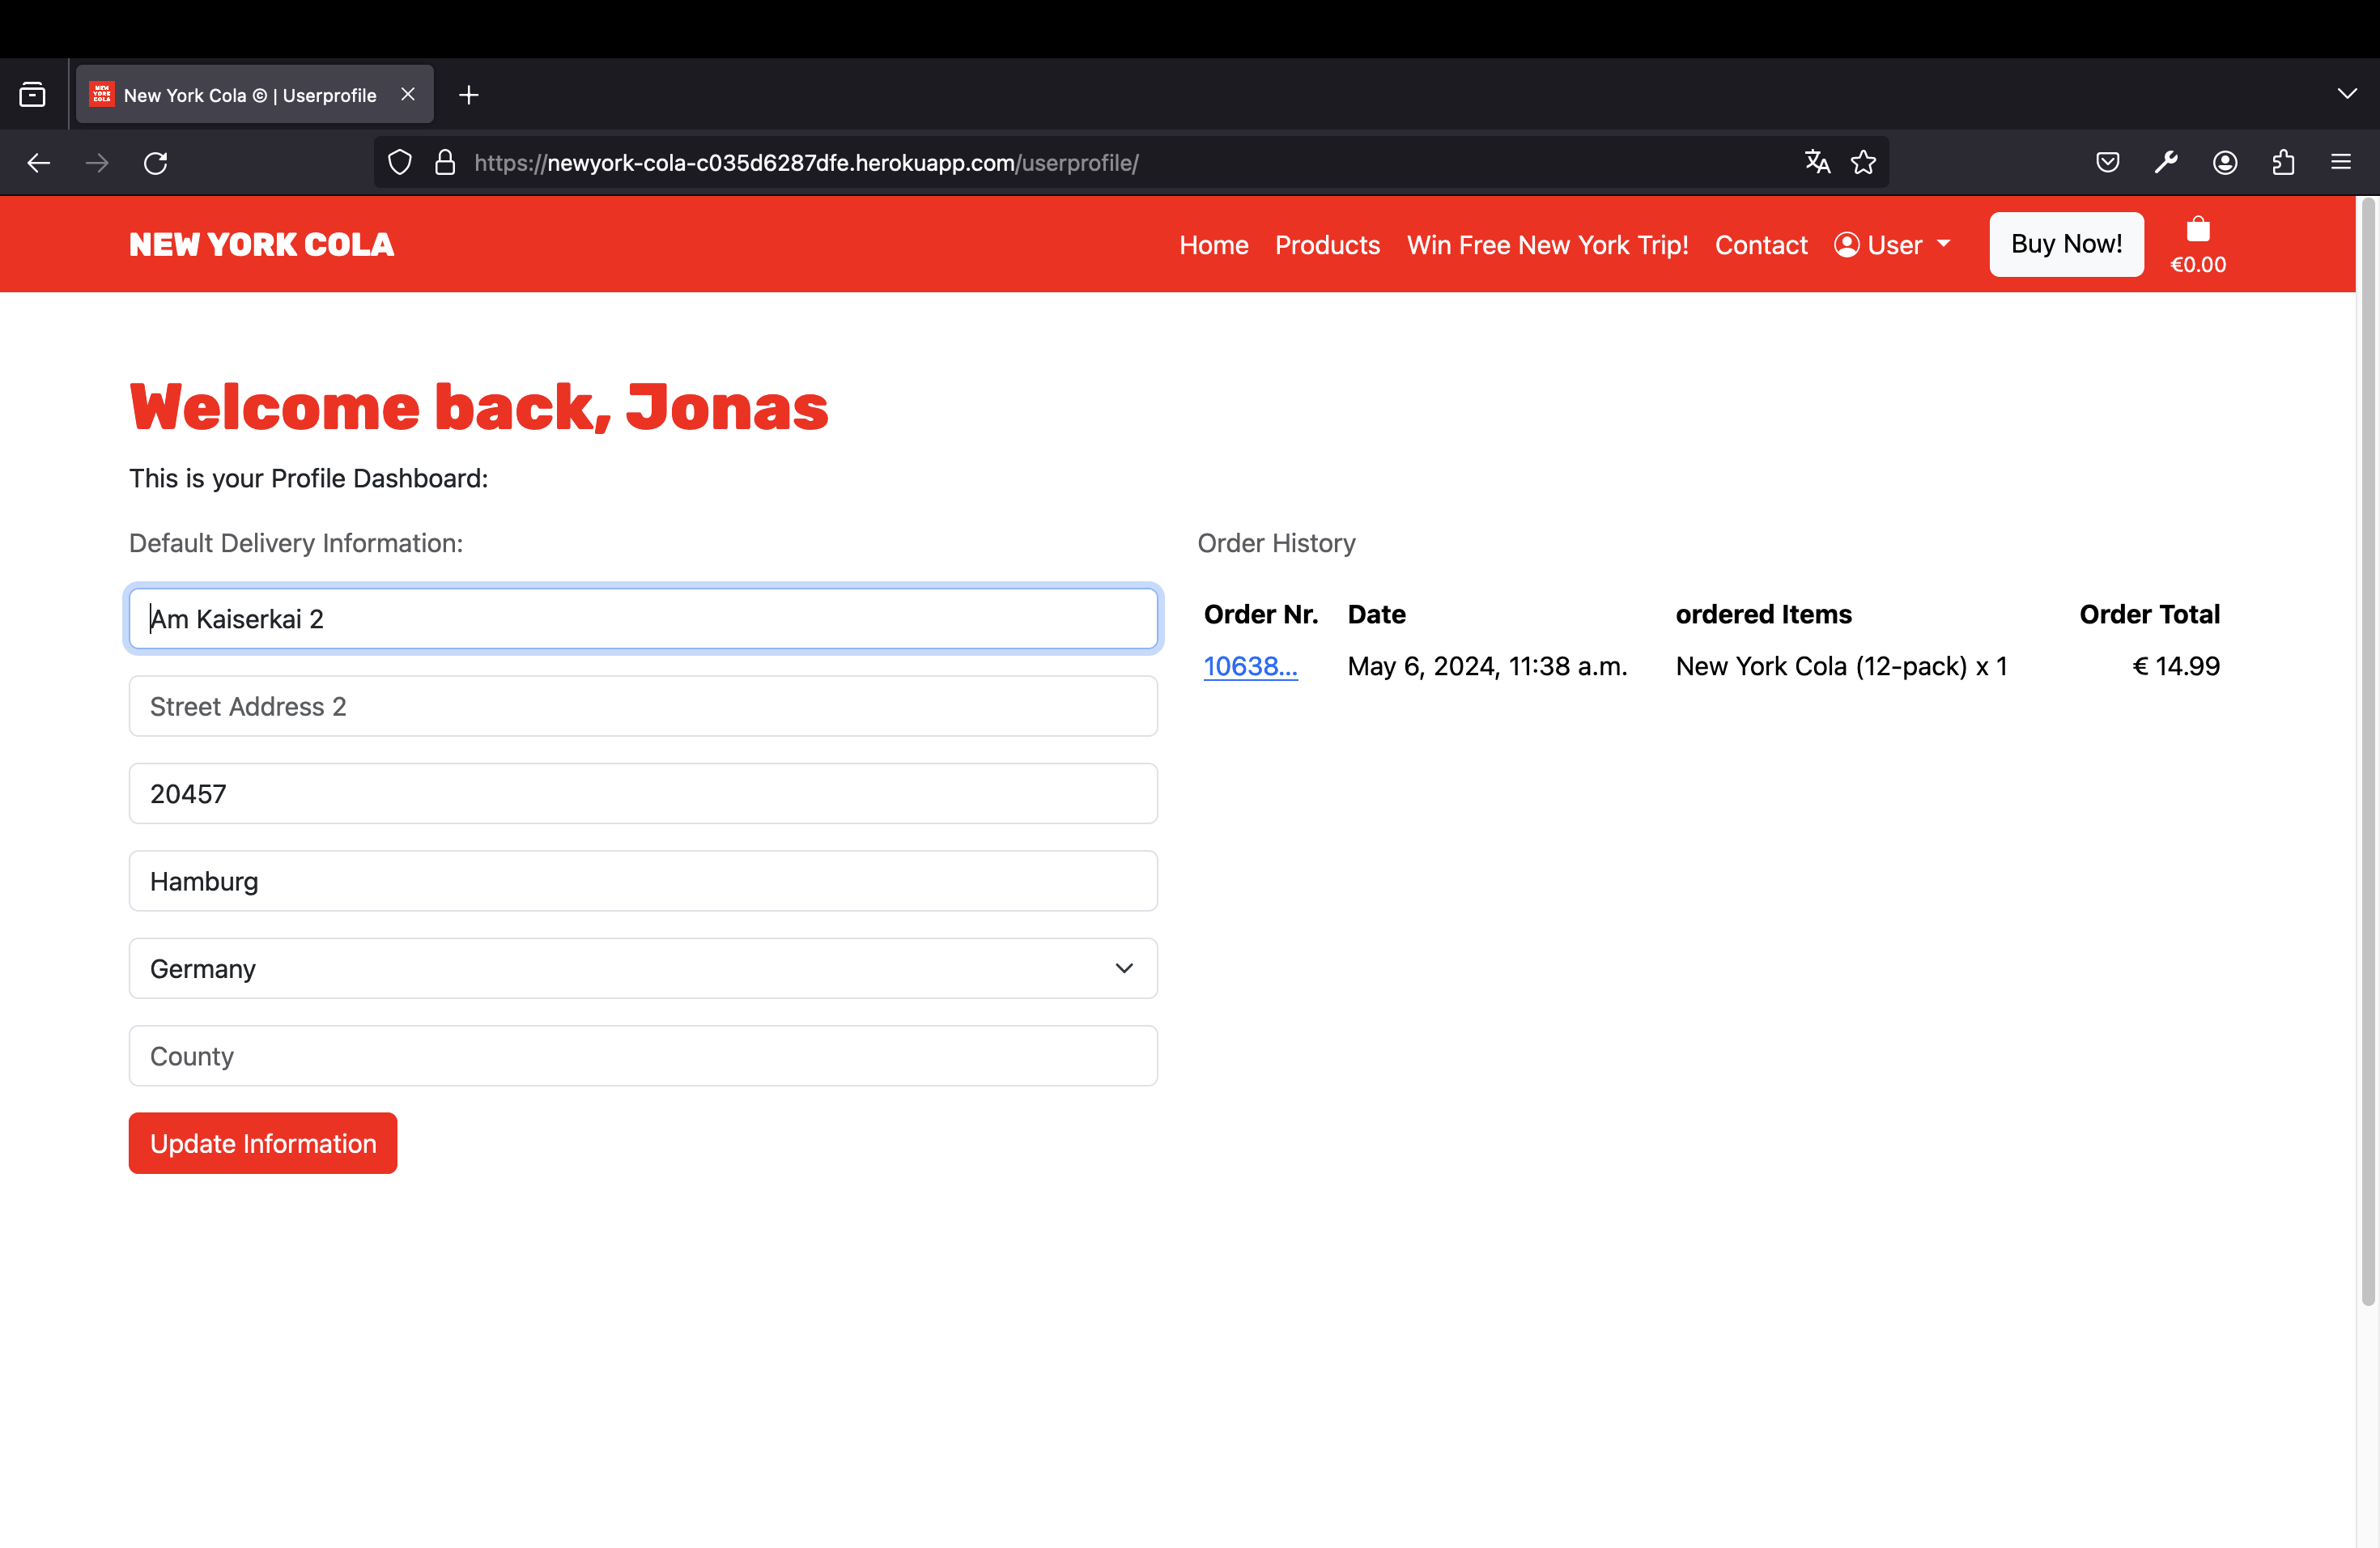 NEW YORK COLA
New York Cola © | Userprofile
https://newyork-cola-c035d6287dfe.herokuapp.com/userprofile/
NEW YORK COLA
Home Products Win Free New York Trip! Contact User Buy Now! €0.00
Welcome back, Jonas
This is your Profile Dashboard:
Default Delivery Information:
Am Kaiserkai 2
Street Address 2
20457
Hamburg
Germany
County
Update Information
Order History
Order Nr. Date ordered Items Order Total
10638... May 6, 2024, 11:38 a.m. New York Cola (12-pack) x 1 € 14.99